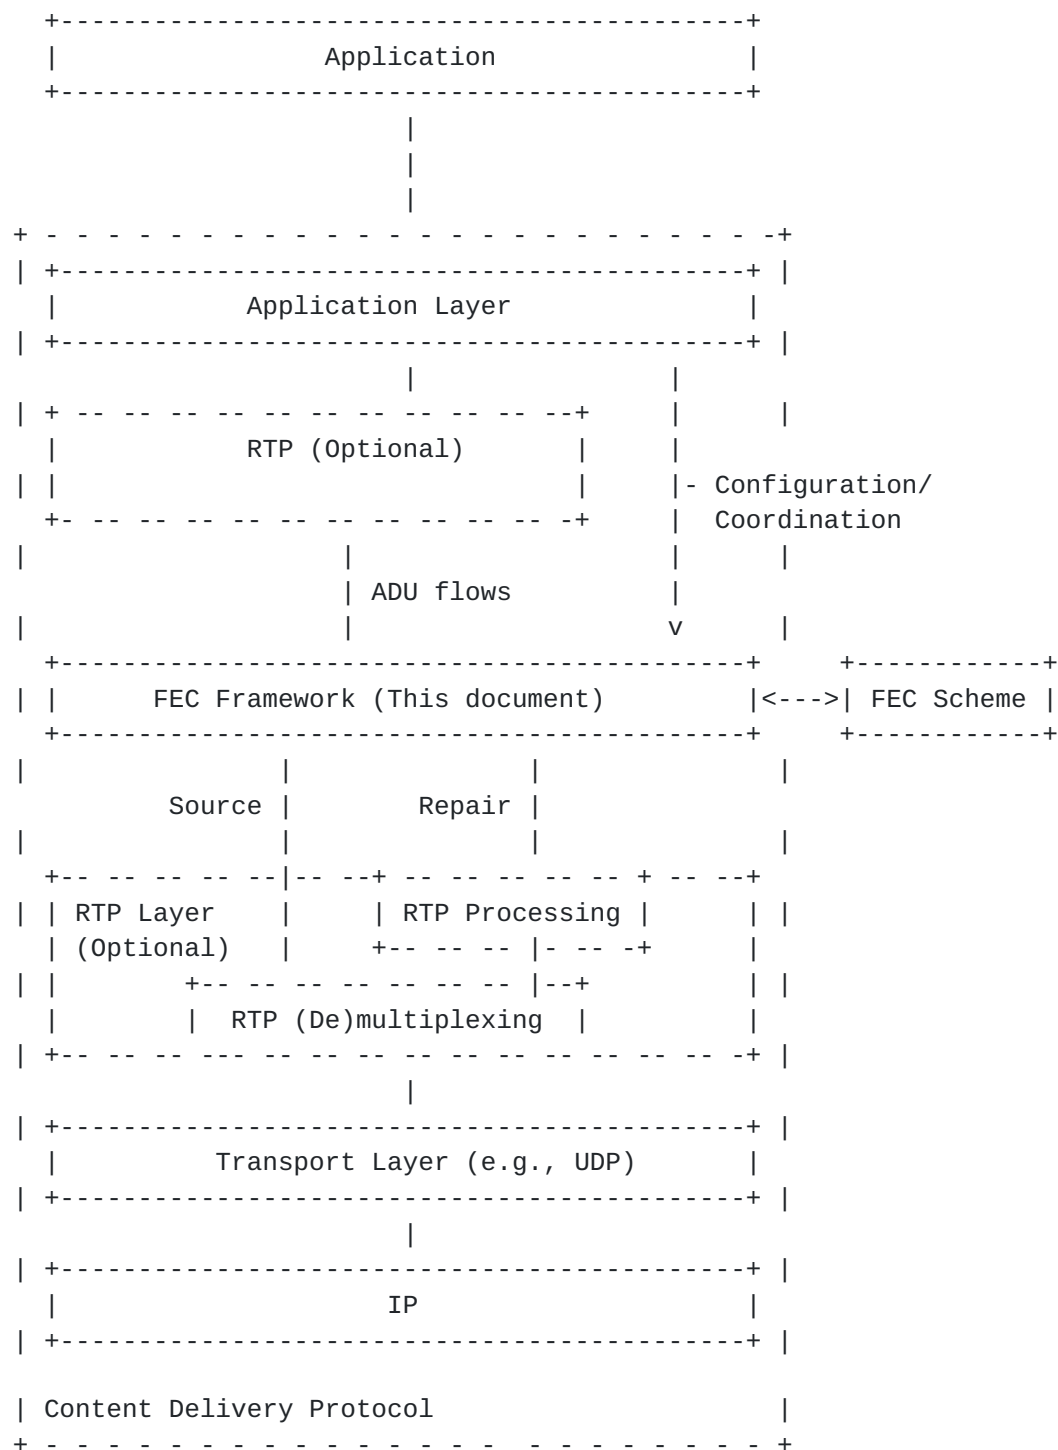 Application
Application Layer
RTP (Optional)
Configuration/
Coordination
ADU flows
FEC Framework (This document)
FEC Scheme
Source
Repair
RTP Layer
(Optional)
RTP Processing
RTP (De)multiplexing
Transport Layer (e.g., UDP)
IP
Content Delivery Protocol